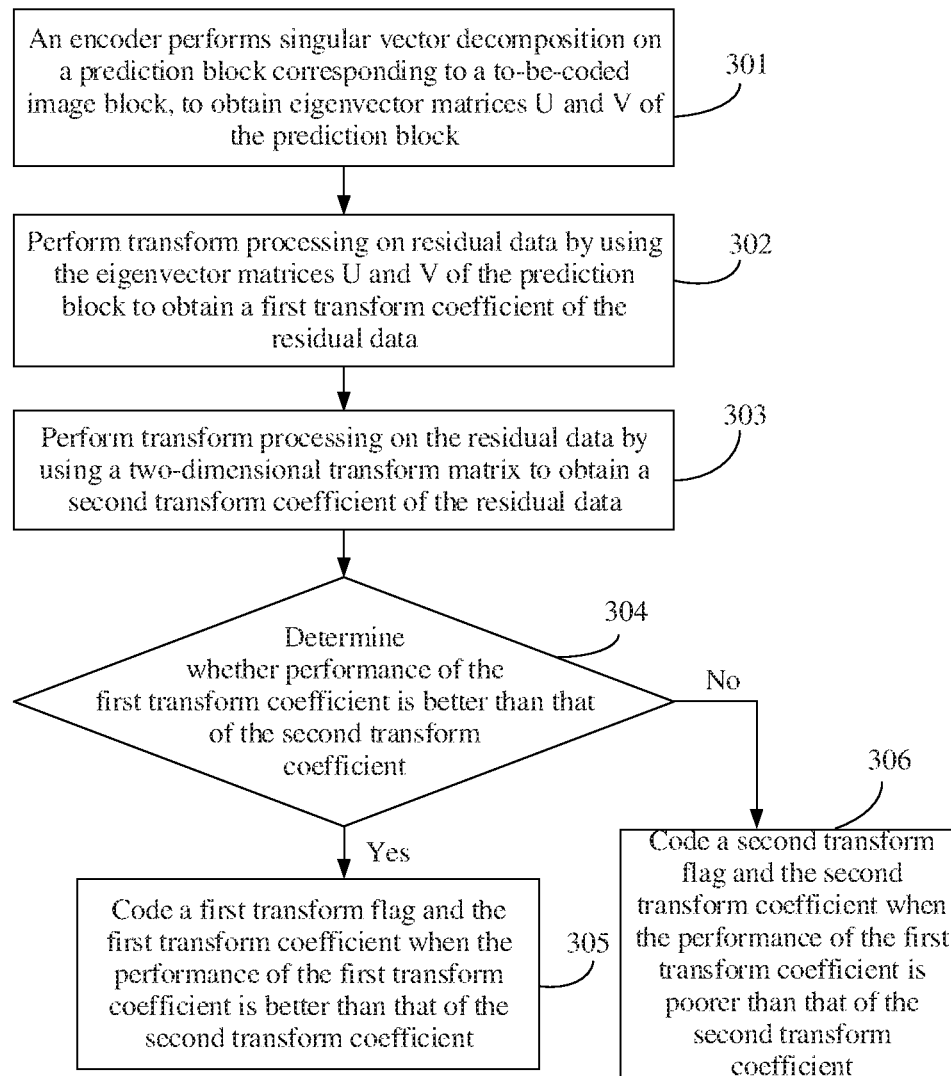 An encoder performs singular vector decomposition on
a prediction block corresponding to a to-be-coded
image block, to obtain eigenvector matrices U and V of
the prediction block
301
Perform transform processing on residual data by using
the eigenvector matrices U and V of the prediction
block to obtain a first transform coefficient of the
residual data
302
Perform transform processing on the residual data by
using a two-dimensional transform matrix to obtain a
second transform coefficient of the residual data
303
Determine
whether performance of the
first transform coefficient is better than that
of the second transform
coefficient
304
No
Yes
Code a first transform flag and the
first transform coefficient when the
performance of the first transform
coefficient is better than that of the
second transform coefficient
305
306
Code a second transform
flag and the second
transform coefficient when
the performance of the first
transform coefficient is
poorer than that of the
second transform
coefficient